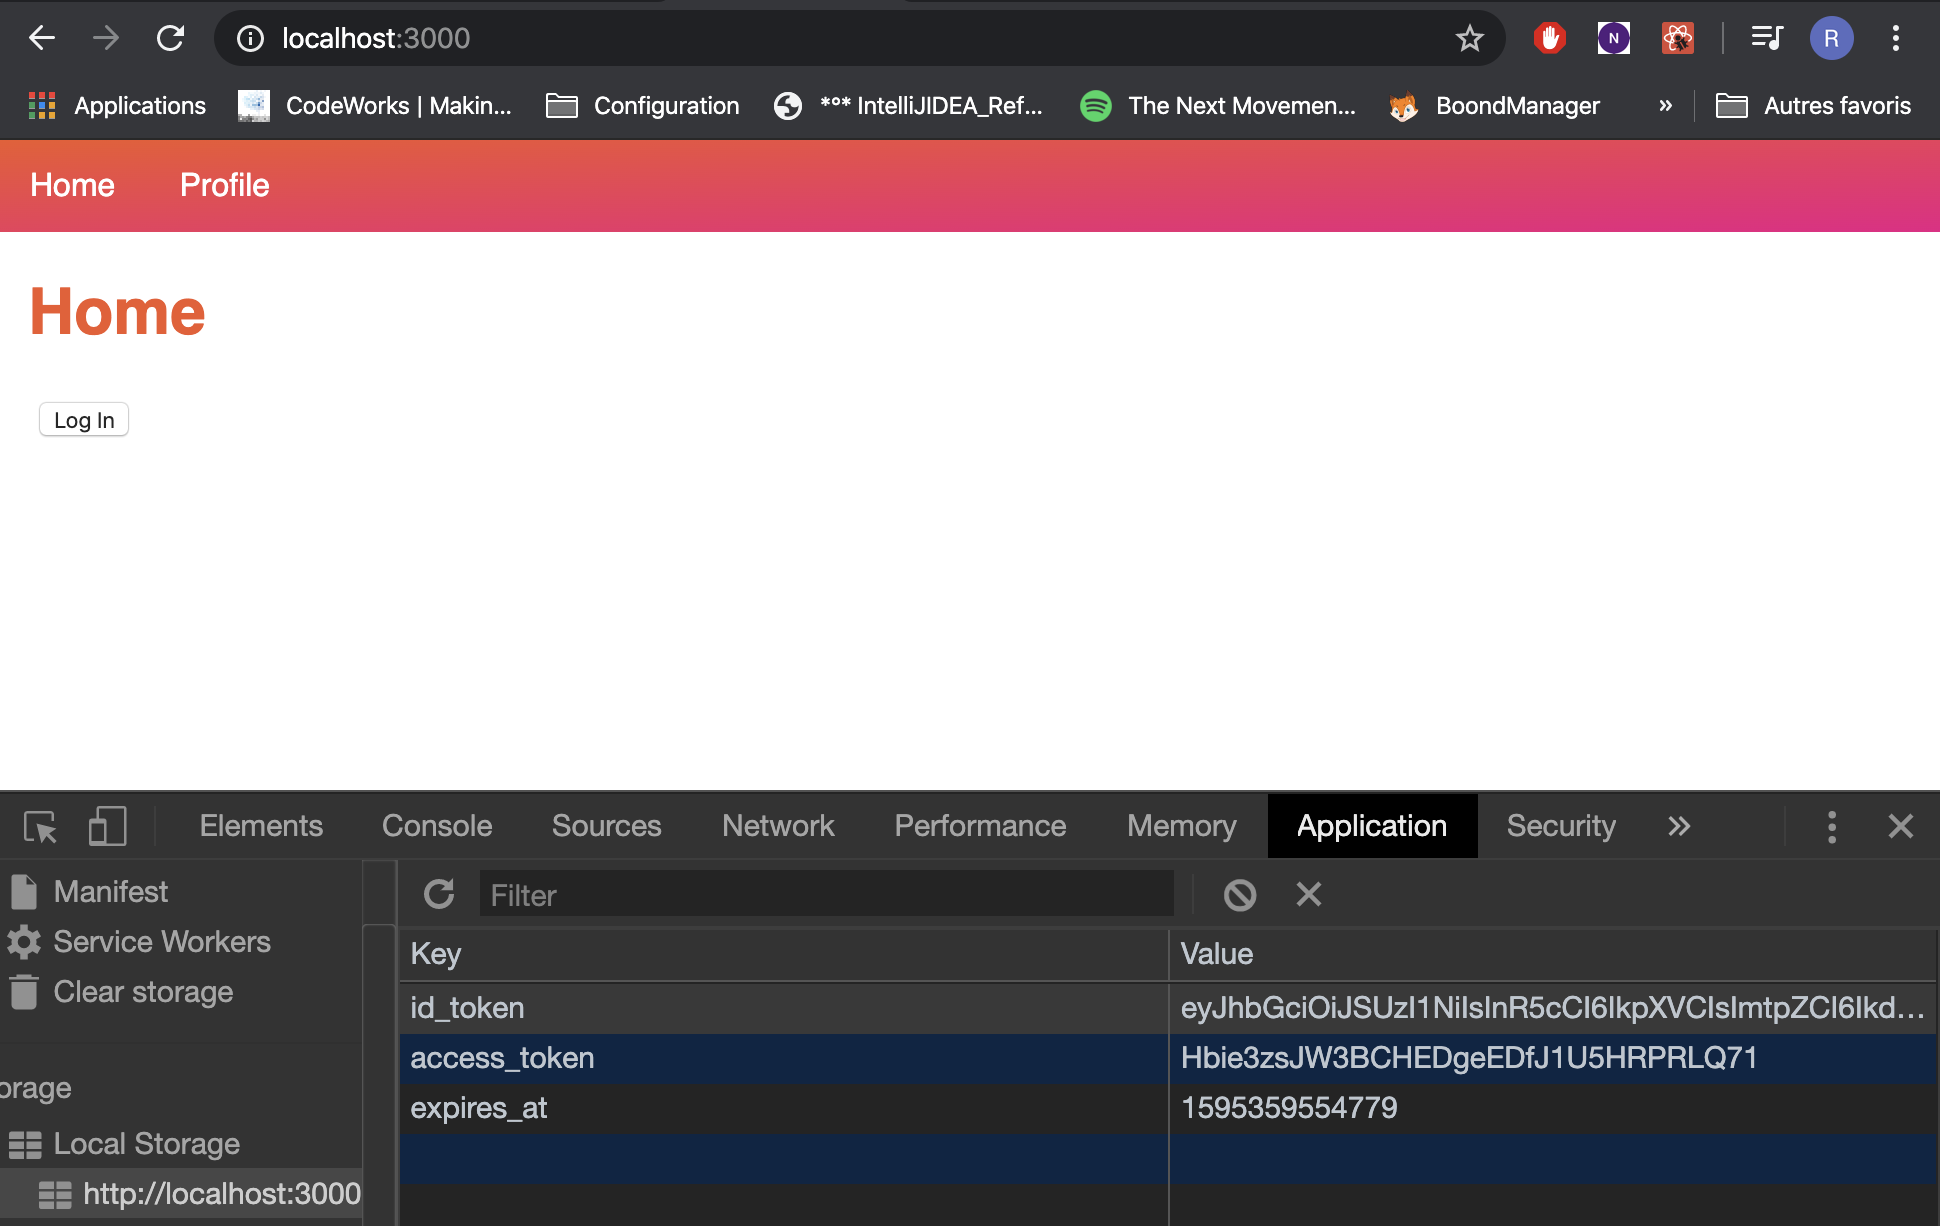 localhost:3000
N
R
Applications CodeWorks | Makin... Configuration *°* IntelliJIDEA_Ref... The Next Movemen... BoondManager » Autres favoris
Home Profile
Home
Log In
Elements Console Sources Network Performance Memory Application Security »
Manifest
Service Workers
Clear storage
orage
Local Storage
http://localhost:3000
Filter
Key Value
id_token eyJhbGciOiJSUzI1NiIsInR5cCI6IkpXVCIsImtpZCI6Ikd...
access_token Hbie3zsJW3BCHEDgeEDfJ1U5HRPRLQ71
expires_at 1595359554779